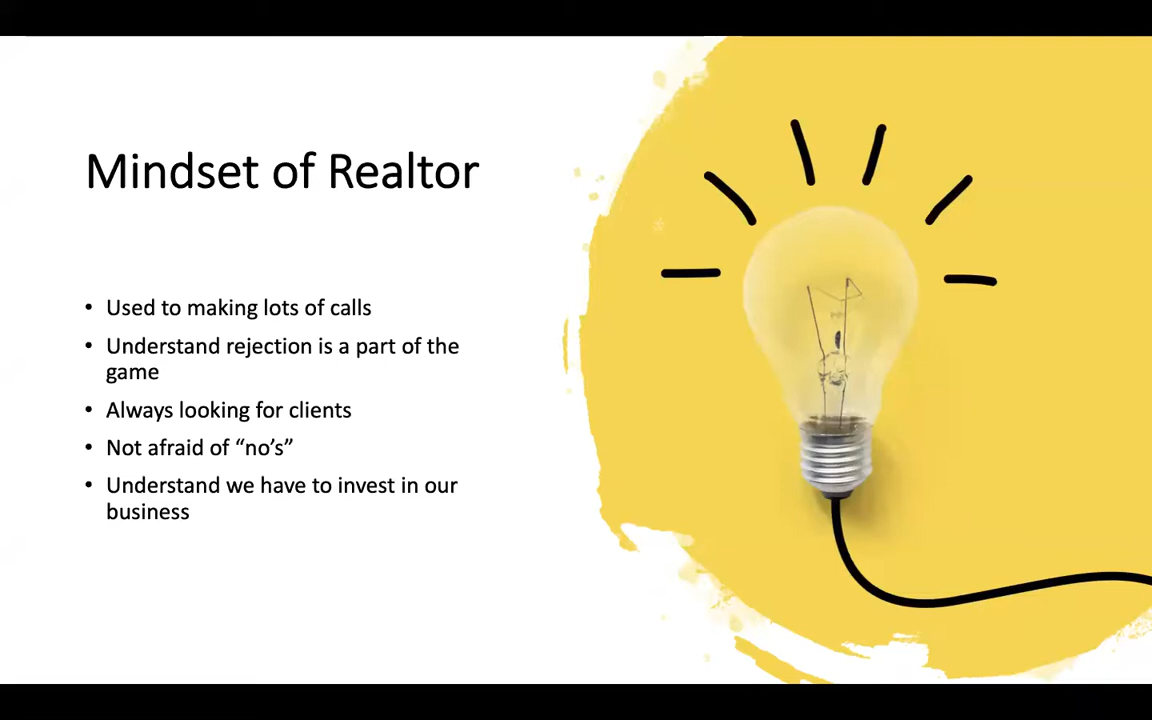 Mindset of Realtor
• Used to making lots of calls
• Understand rejection is a part of the
game
• Always looking for clients
• Not afraid of “no’s”
• Understand we have to invest in our
business